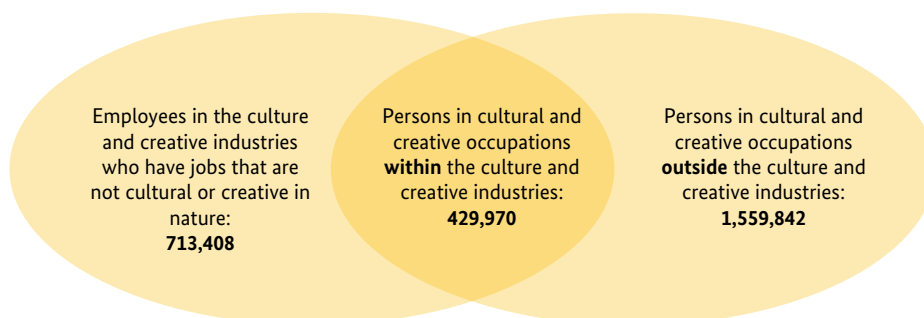 Employees in the culture
and creative industries
who have jobs that are
not cultural or creative in
nature:
713,408
Persons in cultural and
creative occupations
within the culture and
creative industries:
429,970
Persons in cultural and
creative occupations
outside the culture and
creative industries:
1,559,842